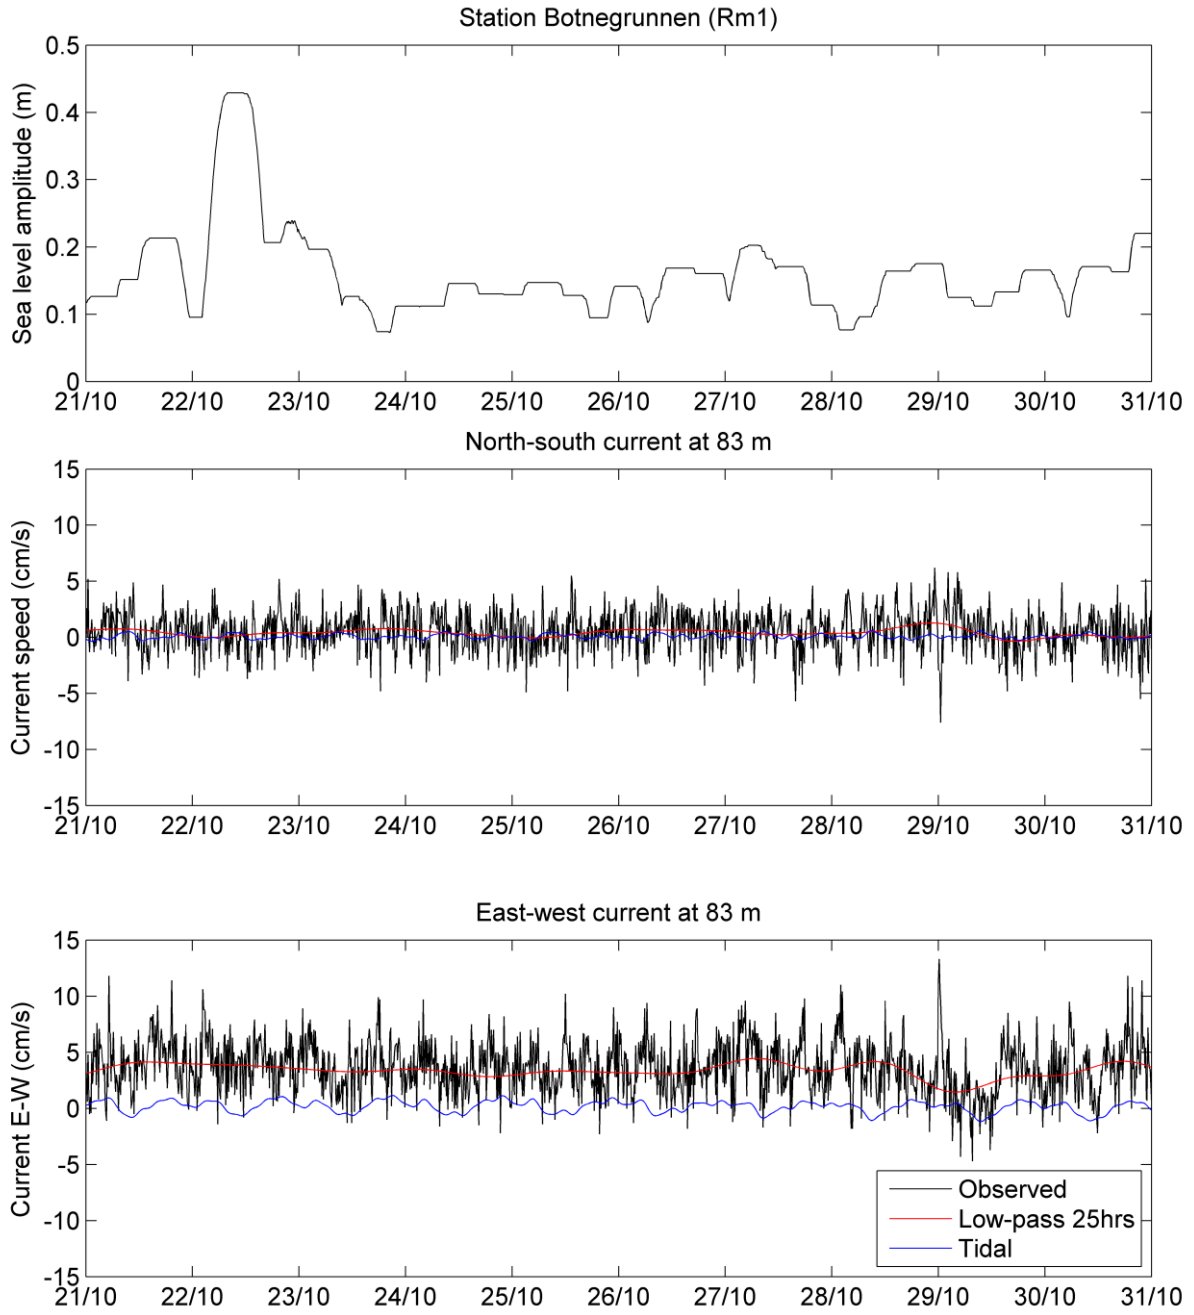 Station Botnegrunnen (Rm1)
Sea level amplitude (m)
0.5
0.4
0.3
0.2
0.1
0
21/10 22/10 23/10 24/10 25/10 26/10 27/10 28/10 29/10 30/10 31/10
North-south current at 83 m
Current speed (cm/s)
15
10
5
0
-5
-10
-15
21/10 22/10 23/10 24/10 25/10 26/10 27/10 28/10 29/10 30/10 31/10
East-west current at 83 m
Current E-W (cm/s)
15
10
5
0
-5
-10
-15
Observed
Low-pass 25hrs
Tidal
21/10 22/10 23/10 24/10 25/10 26/10 27/10 28/10 29/10 30/10 31/10